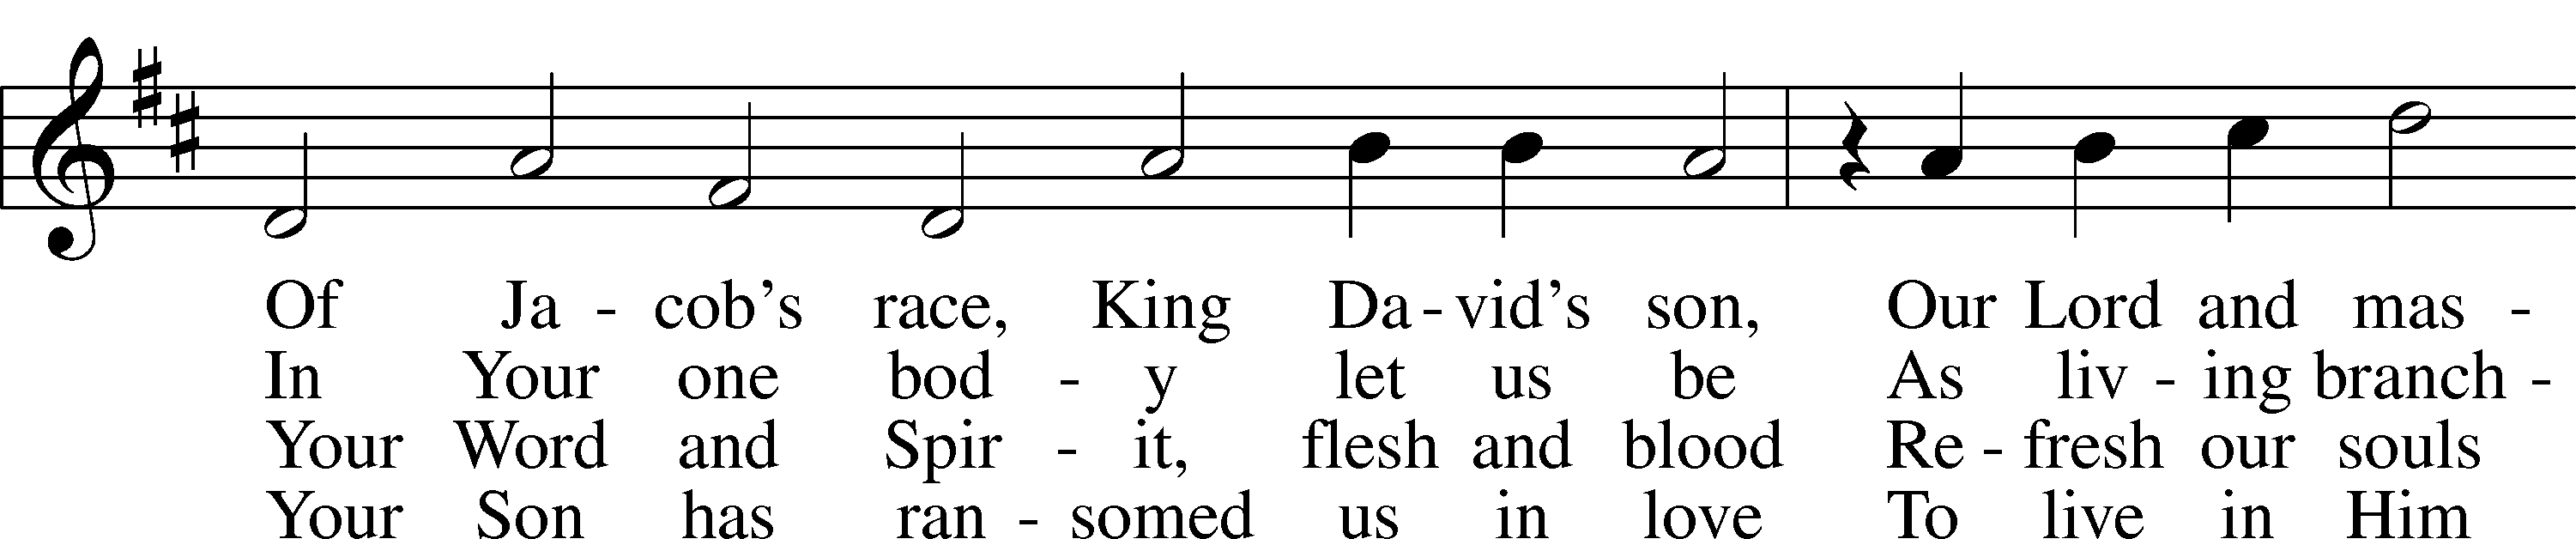 Of Ja - cob's race, King Da - vid's son, Our Lord and mas -
In Your one bod - y let us be As liv - ing branch -
Your Word and Spir - it, flesh and blood Re - fresh our souls
Your Son has ran - somed us in love To live in Him